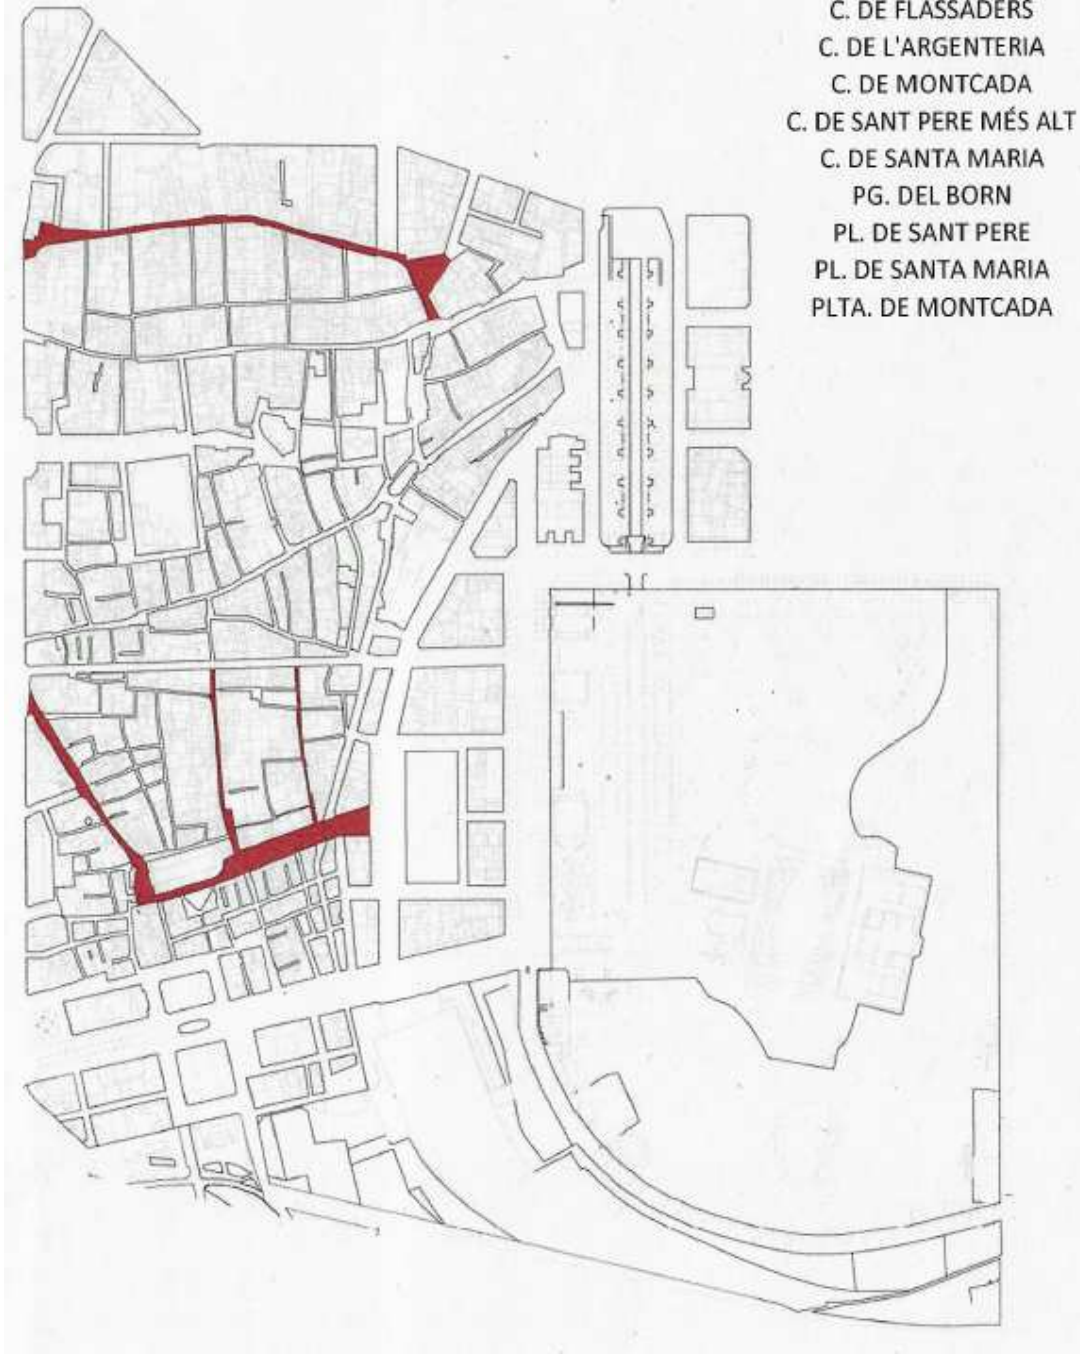 C. DE FLASSADERS
C. DE L'ARGENTERIA
C. DE MONTCADA
C. DE SANT PERE MÉS ALT
C. DE SANTA MARIA
PG. DEL BORN
PL. DE SANT PERE
PL. DE SANTA MARIA
PLTA. DE MONTCADA